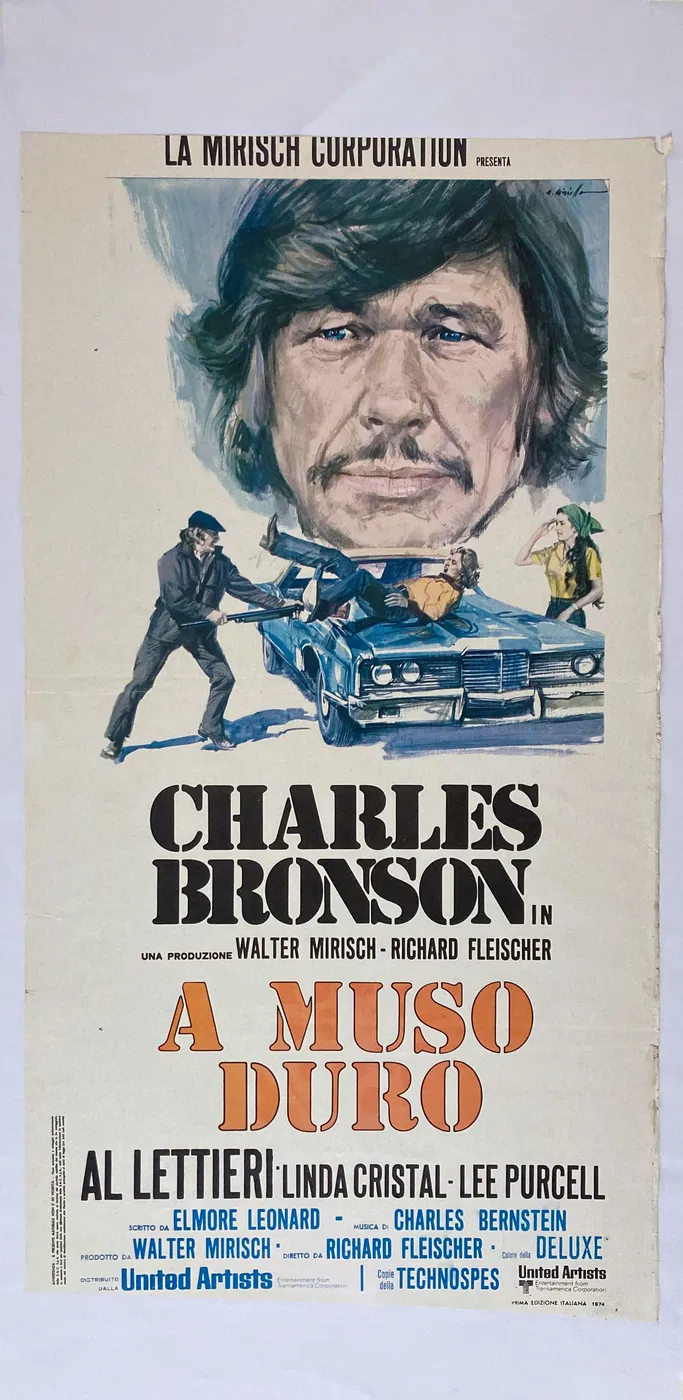 LA MIRISCH CORPORATION PRESENTA
CHARLES
BRONSON IN
UNA PRODUZIONE WALTER MIRISCH - RICHARD FLEISCHER
A MUSO
DURO
AL LETTIERI · LINDA CRISTAL - LEE PURCELL
SCRITTO DA ELMORE LEONARD - MUSICA DI CHARLES BERNSTEIN
PRODOTTO DA WALTER MIRISCH · DIRETTO DA RICHARD FLEISCHER · Colore della DELUXE
DISTRIBUITO DALLA United Artists Entertainment from Transamerica Corporation | Copie della TECHNOSPES United Artists Entertainment from Transamerica Corporation
PRIMA EDIZIONE ITALIANA 1974